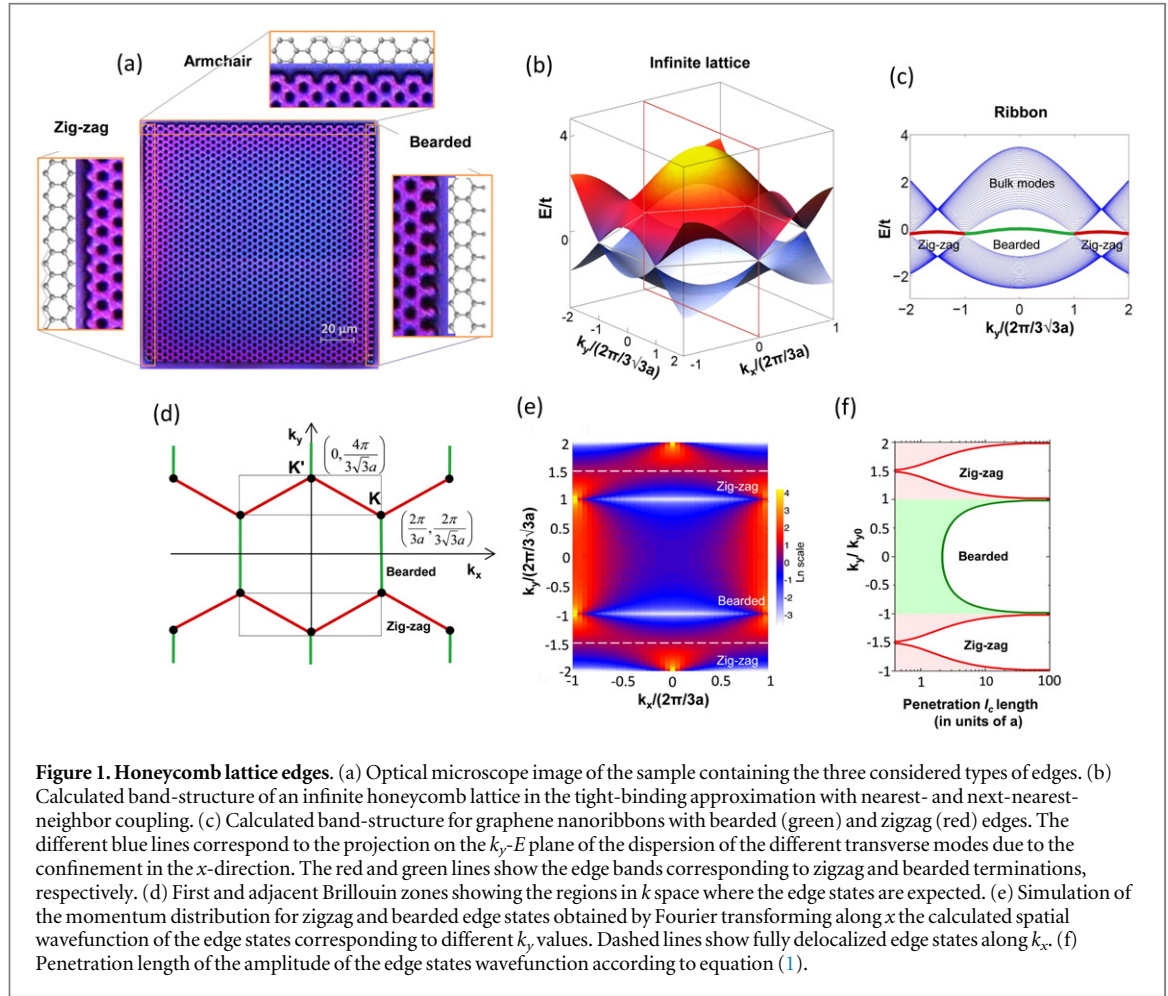 (a)
Armchair
Zig-zag
Bearded
20 μm
(b)
Infinite lattice
E/t
4
0
-2
-1
0
1
2
k_y/(2π/3√3a)
-1
0
1
k_x/(2π/3a)
(c)
Ribbon
E/t
4
2
0
−2
Bulk modes
Zig-zag
Bearded
Zig-zag
-2
-1
0
1
2
k_y/(2π/3√3a)
(d)
k_y
(0, 4π/3√3a)
K'
K
(2π/3a, 2π/3√3a)
k_x
Bearded
Zig-zag
(e)
k_y/(2π/3√3a)
2
1.5
1
0.5
0
-0.5
-1
-1.5
-2
Zig-zag
Bearded
Zig-zag
-1
-0.5
0
0.5
1
k_x/(2π/3a)
4
3
2
1
0
-1
-2
-3
Ln scale
(f)
k_y/ k_y0
2
1.5
1
0.5
0
-0.5
-1
-1.5
-1
Zig-zag
Bearded
Zig-zag
1
10
100
Penetration l_c length
(in units of a)
Figure 1. Honeycomb lattice edges. (a) Optical microscope image of the sample containing the three considered types of edges. (b)
Calculated band-structure of an infinite honeycomb lattice in the tight-binding approximation with nearest- and next-nearest-
neighbor coupling. (c) Calculated band-structure for graphene nanoribbons with bearded (green) and zigzag (red) edges. The
different blue lines correspond to the projection on the k_y-E plane of the dispersion of the different transverse modes due to the
confinement in the x-direction. The red and green lines show the edge bands corresponding to zigzag and bearded terminations,
respectively. (d) First and adjacent Brillouin zones showing the regions in k space where the edge states are expected. (e) Simulation of
the momentum distribution for zigzag and bearded edge states obtained by Fourier transforming along x the calculated spatial
wavefunction of the edge states corresponding to different k_y values. Dashed lines show fully delocalized edge states along k_x. (f)
Penetration length of the amplitude of the edge states wavefunction according to equation (1).